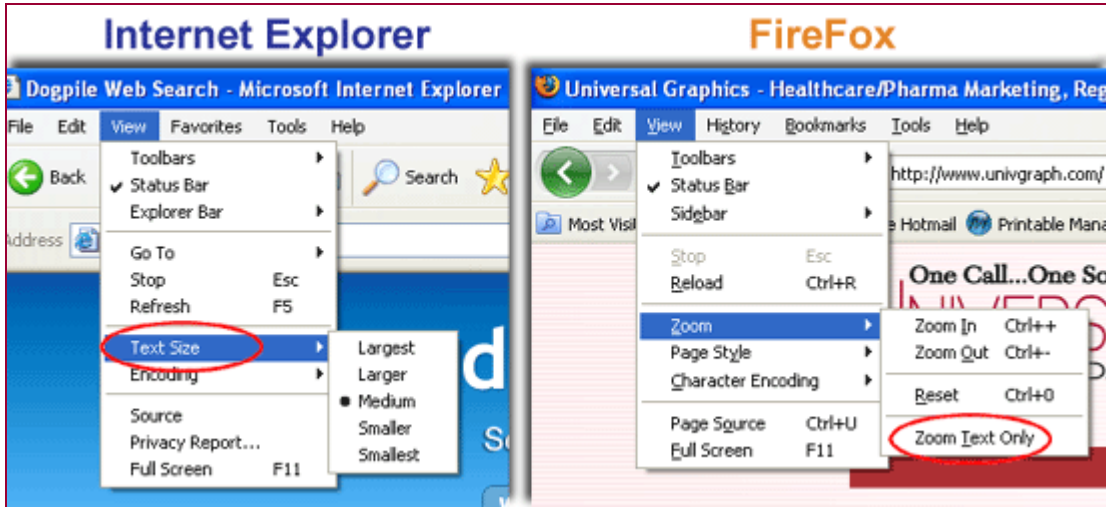 Internet Explorer
Dogpile Web Search - Microsoft Internet Explorer
File Edit View Favorites Tools Help
Toolbars
Status Bar
Explorer Bar
Go To
Stop Esc
Refresh F5
Text Size
Encoding
Source
Privacy Report...
Full Screen F11
Largest
Larger
Medium
Smaller
Smallest
Back
Search
Address
FireFox
Universal Graphics - Healthcare/Pharma Marketing,
File Edit View History Bookmarks Tools Help
Toolbars
Status Bar
Sidebar
Stop Esc
Reload Ctrl+R
Zoom
Page Style
Character Encoding
Page Source Ctrl+U
Full Screen F11
Zoom In Ctrl++
Zoom Out Ctrl+-
Reset Ctrl+0
Zoom Text Only
http://www.univgraph.com/
Most
Hotmail Printable
One Call...One